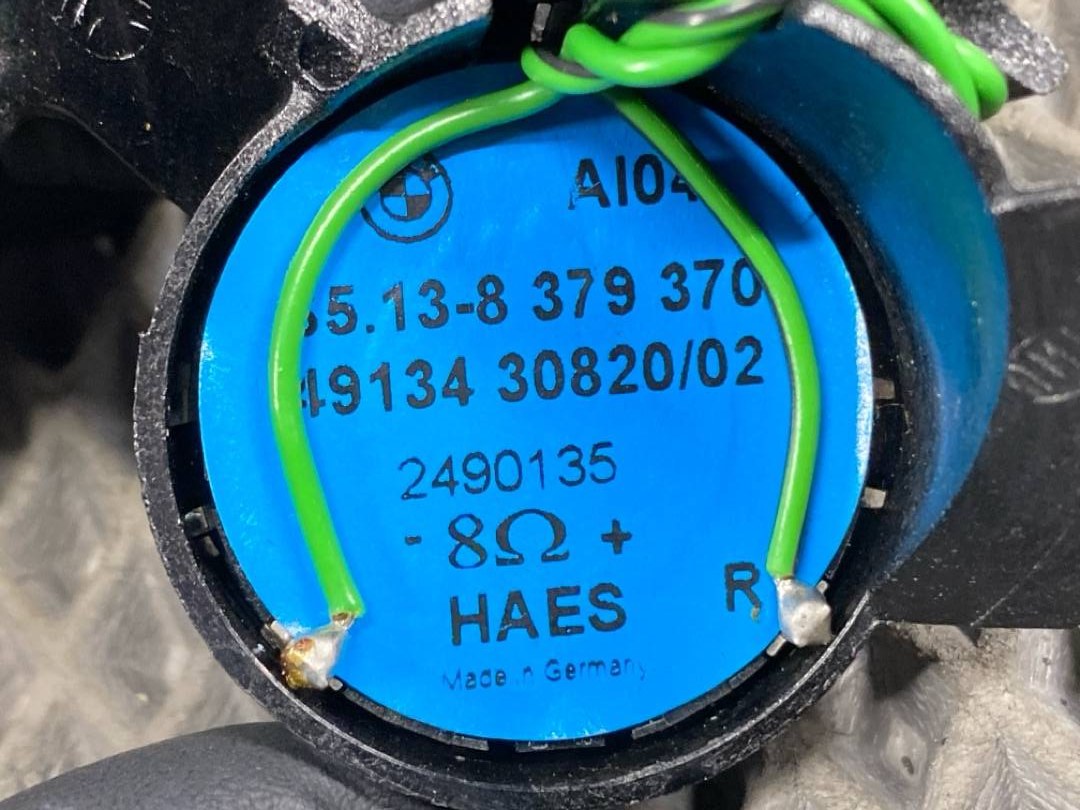 AI04
65.13-8 379 370
49134 30820/02
2490135
- 8Ω +
HAES
R
Made in Germany